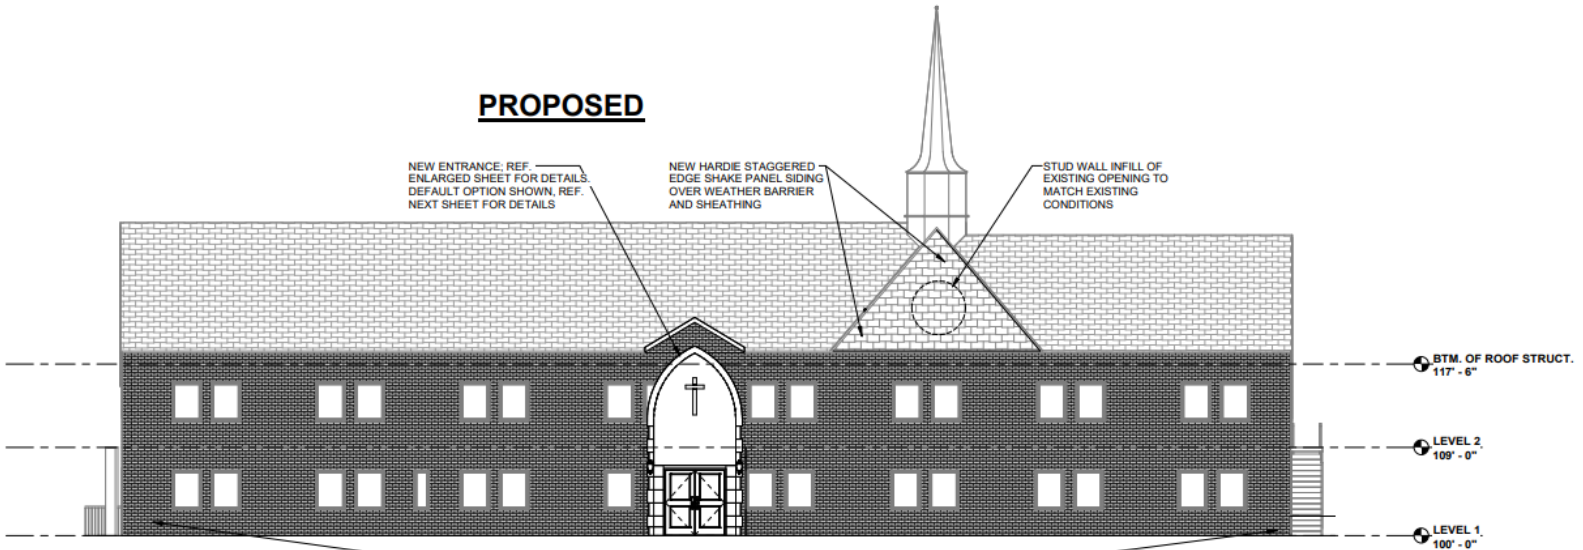 PROPOSED
NEW ENTRANCE; REF.
ENLARGED SHEET FOR DETAILS.
DEFAULT OPTION SHOWN, REF.
NEXT SHEET FOR DETAILS
NEW HARDIE STAGGERED
EDGE SHAKE PANEL SIDING
OVER WEATHER BARRIER
AND SHEATHING
STUD WALL INFILL OF
EXISTING OPENING TO
MATCH EXISTING
CONDITIONS
BTM. OF ROOF STRUCT.
117' - 6"
LEVEL 2
109' - 0"
LEVEL 1
100' - 0"